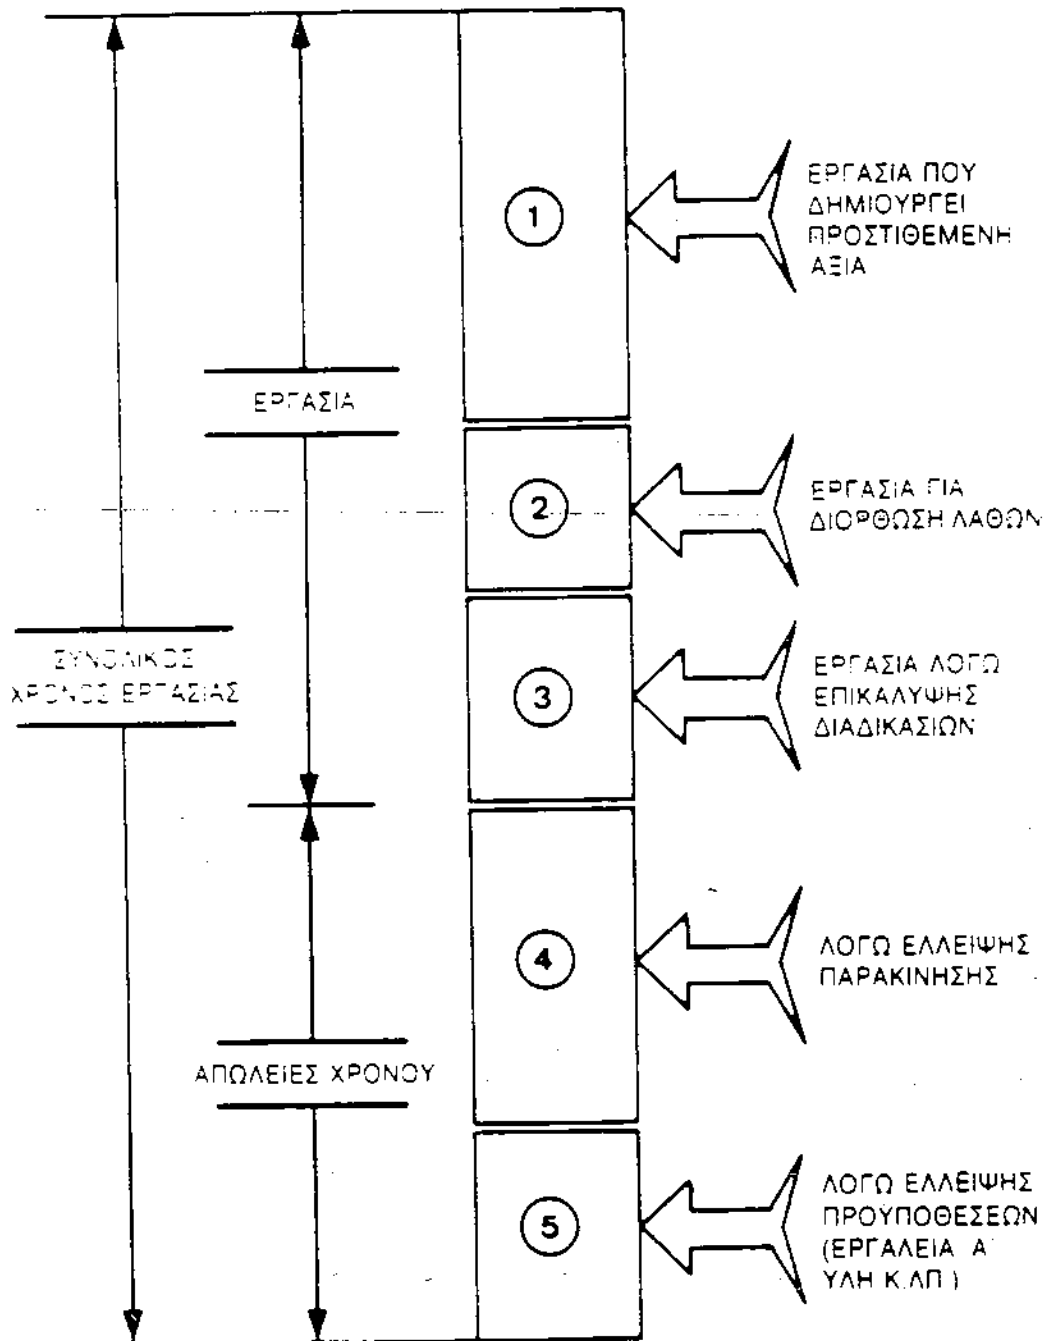 1
ΕΡΓΑΣΙΑ ΠΟΥ
ΔΗΜΙΟΥΡΓΕΙ
ΠΡΟΣΤΙΘΕΜΕΝΗ
ΑΞΙΑ
ΕΡΓΑΣΙΑ
2
ΕΡΓΑΣΙΑ ΓΙΑ
ΔΙΟΡΘΩΣΗ ΛΑΘΩΝ
ΣΥΝΟΛΙΚΟΣ
ΧΡΟΝΟΣ ΕΡΓΑΣΙΑΣ
3
ΕΡΓΑΣΙΑ ΛΟΓΩ
ΕΠΙΚΑΛΥΨΗΣ
ΔΙΑΔΙΚΑΣΙΩΝ
4
ΛΟΓΩ ΕΛΛΕΙΨΗΣ
ΠΑΡΑΚΙΝΗΣΗΣ
ΑΠΩΛΕΙΕΣ ΧΡΟΝΟΥ
5
ΛΟΓΩ ΕΛΛΕΙΨΗΣ
ΠΡΟΫΠΟΘΕΣΕΩΝ
(ΕΡΓΑΛΕΙΑ Α'
ΥΛΗ Κ.ΛΠ.)